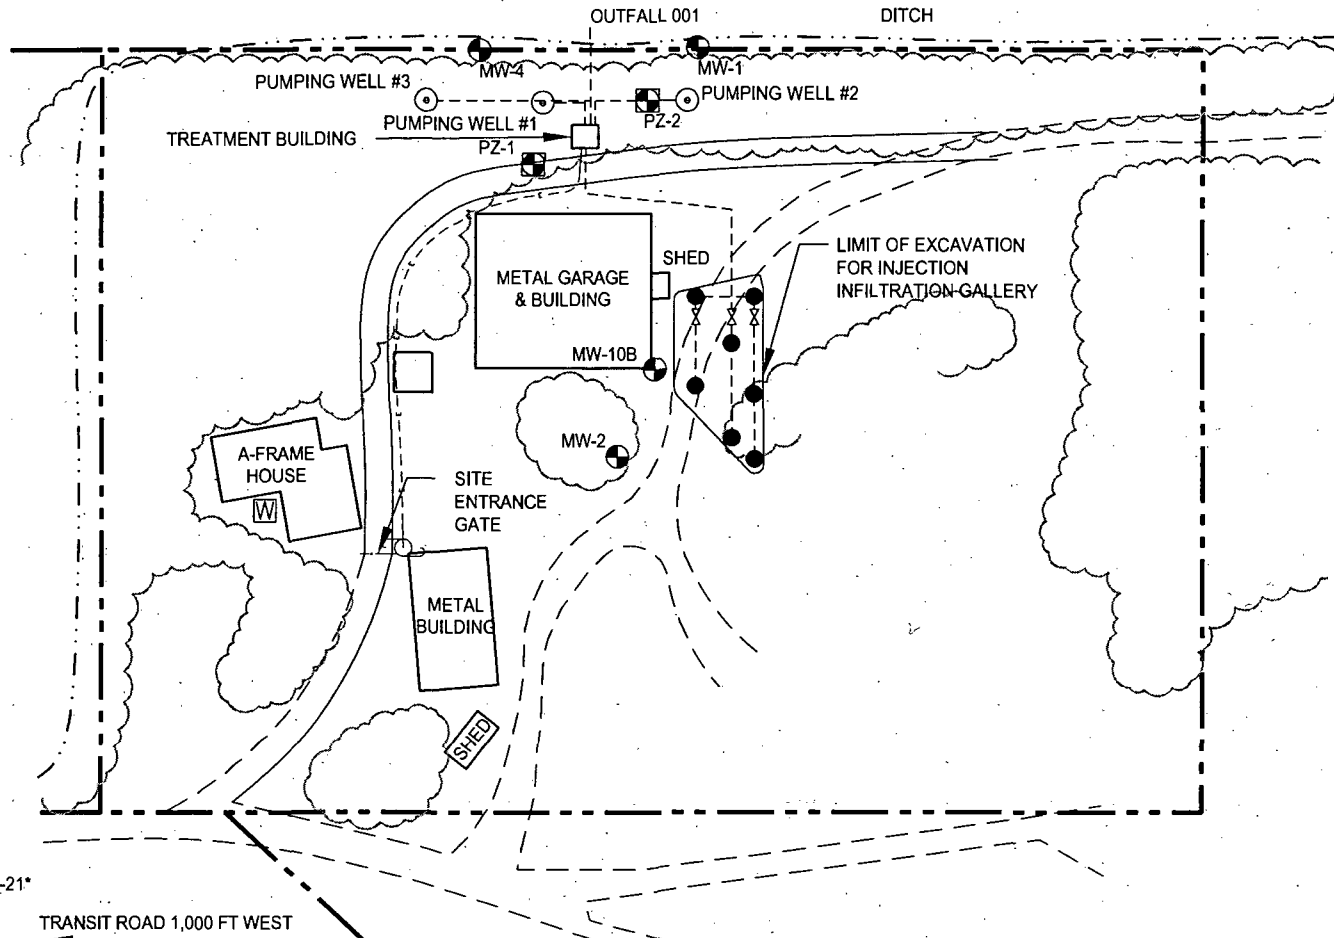 OUTFALL 001
DITCH
MW-4
MW-1
PUMPING WELL #3
PUMPING WELL #2
PUMPING WELL #1
PZ-2
TREATMENT BUILDING
PZ-1
SHED
LIMIT OF EXCAVATION
FOR INJECTION
INFILTRATION GALLERY
METAL GARAGE
& BUILDING
MW-10B
MW-2
A-FRAME
HOUSE
W
SITE
ENTRANCE
GATE
METAL
BUILDING
SHED
-21*
TRANSIT ROAD 1,000 FT WEST